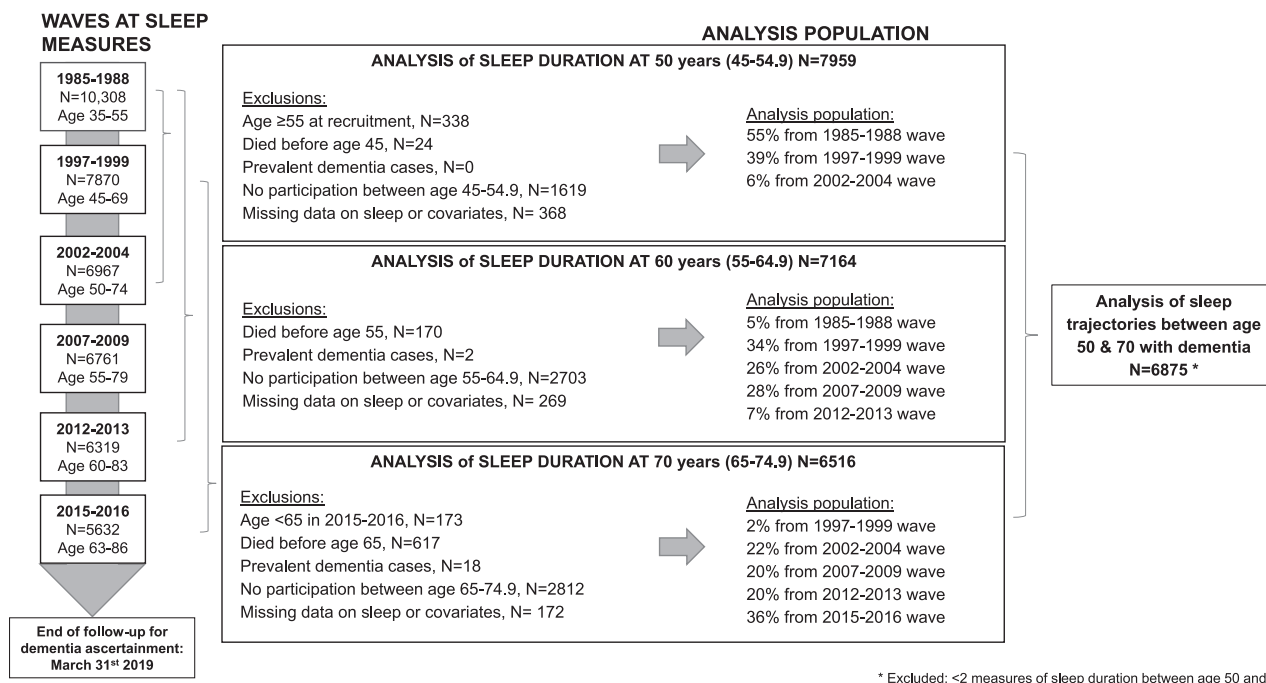 WAVES AT SLEEP
MEASURES
1985-1988
N=10,308
Age 35-55
1997-1999
N=7870
Age 45-69
2002-2004
N=6967
Age 50-74
2007-2009
N=6761
Age 55-79
2012-2013
N=6319
Age 60-83
2015-2016
N=5632
Age 63-86
End of follow-up for
dementia ascertainment:
March 31st 2019
ANALYSIS POPULATION
ANALYSIS of SLEEP DURATION AT 50 years (45-54.9) N=7959
Exclusions:
Age ≥55 at recruitment, N=338
Died before age 45, N=24
Prevalent dementia cases, N=0
No participation between age 45-54.9, N=1619
Missing data on sleep or covariates, N= 368
Analysis population:
55% from 1985-1988 wave
39% from 1997-1999 wave
6% from 2002-2004 wave
ANALYSIS of SLEEP DURATION AT 60 years (55-64.9) N=7164
Exclusions:
Died before age 55, N=170
Prevalent dementia cases, N=2
No participation between age 55-64.9, N=2703
Missing data on sleep or covariates, N= 269
Analysis population:
5% from 1985-1988 wave
34% from 1997-1999 wave
26% from 2002-2004 wave
28% from 2007-2009 wave
7% from 2012-2013 wave
ANALYSIS of SLEEP DURATION AT 70 years (65-74.9) N=6516
Exclusions:
Age <65 in 2015-2016, N=173
Died before age 65, N=617
Prevalent dementia cases, N=18
No participation between age 65-74.9, N=2812
Missing data on sleep or covariates, N= 172
Analysis population:
2% from 1997-1999 wave
22% from 2002-2004 wave
20% from 2007-2009 wave
20% from 2012-2013 wave
36% from 2015-2016 wave
Analysis of sleep
trajectories between age
50 & 70 with dementia
N=6875 *
* Excluded: <2 measures of sleep duration between age 50 and